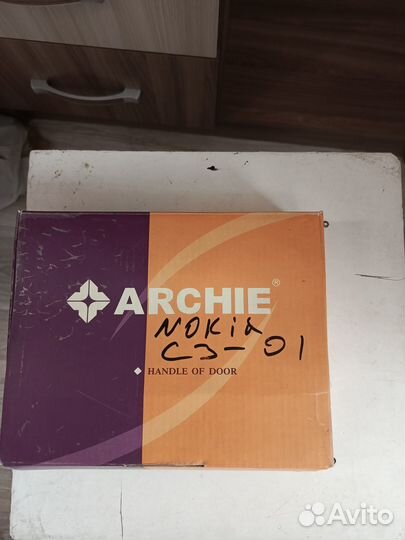 ARCHIE®
NOKiA
C3-01
HANDLE OF DOOR
Avito